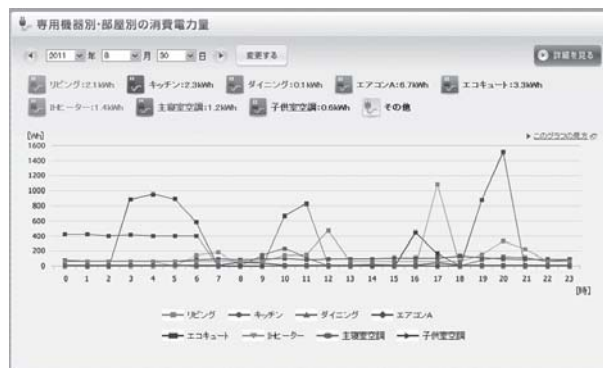 専用機器別・部屋別の消費電力量
2011 年 8 月 30 日 変更する 詳細を見る
リビング:2.1kWh キッチン:2.3kWh ダイニング:0.1kWh エアコンA:6.7kWh エコキュート:3.3kWh
IHヒーター:1.4kWh 主寝室空調:1.2kWh 子供室空調:0.6kWh その他
[Wh]
このグラフの見方
1600
1400
1200
1000
800
600
400
200
0
0 1 2 3 4 5 6 7 8 9 10 11 12 13 14 15 16 17 18 19 20 21 22 23
[時]
リビング キッチン ダイニング エアコンA
エコキュート IHヒーター 主寝室空調 子供室空調